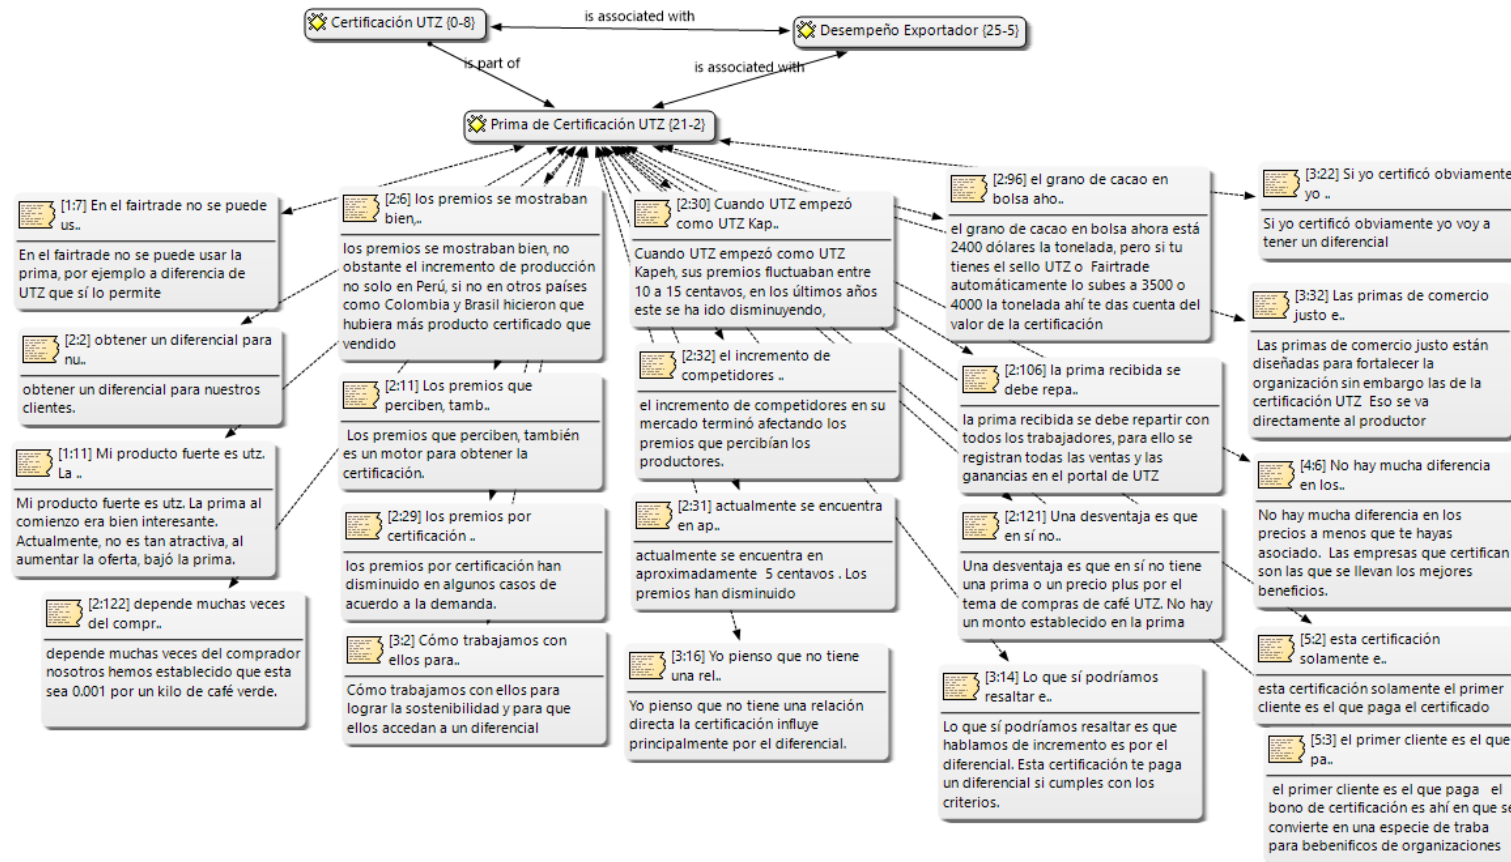 Certificación UTZ {0-8}
is associated with
Desempeño Exportador {25-5}
is part of
is associated with
Prima de Certificación UTZ {21-2}
[1:7] En el fairtrade no se puede
us..
En el fairtrade no se puede usar la
prima, por ejemplo a diferencia de
UTZ que sí lo permite
[2:2] obtener un diferencial para
nu..
obtener un diferencial para nuestros
clientes.
[1:11] Mi producto fuerte es utz.
La ..
Mi producto fuerte es utz. La prima al
comienzo era bien interesante.
Actualmente, no es tan atractiva, al
aumentar la oferta, bajó la prima.
[2:122] depende muchas veces
del compr..
depende muchas veces del comprador
nosotros hemos establecido que esta
sea 0.001 por un kilo de café verde.
[2:6] los premios se mostraban
bien,..
los premios se mostraban bien, no
obstante el incremento de producción
no solo en Perú, si no en otros países
como Colombia y Brasil hicieron que
hubiera más producto certificado que
vendido
[2:11] Los premios que
perciben, tamb..
Los premios que perciben, también
es un motor para obtener la
certificación.
[2:29] los premios por
certificación ..
los premios por certificación han
disminuido en algunos casos de
acuerdo a la demanda.
[3:2] Cómo trabajamos con
ellos para..
Cómo trabajamos con ellos para
lograr la sostenibilidad y para que
ellos accedan a un diferencial
[2:30] Cuando UTZ empezó
como UTZ Kap..
Cuando UTZ empezó como UTZ
Kapeh, sus premios fluctuaban entre
10 a 15 centavos, en los últimos años
este se ha ido disminuyendo,
[2:32] el incremento de
competidores ..
el incremento de competidores en su
mercado terminó afectando los
premios que percibían los
productores.
[2:31] actualmente se encuentra
en ap..
actualmente se encuentra en
aproximadamente 5 centavos . Los
premios han disminuido
[3:16] Yo pienso que no tiene
una rel..
Yo pienso que no tiene una relación
directa la certificación influye
principalmente por el diferencial.
[2:96] el grano de cacao en
bolsa aho..
el grano de cacao en bolsa ahora está
2400 dólares la tonelada, pero si tu
tienes el sello UTZ o Fairtrade
automáticamente lo subes a 3500 o
4000 la tonelada ahí te das cuenta del
valor de la certificación
[2:106] la prima recibida se
debe repa..
la prima recibida se debe repartir con
todos los trabajadores, para ello se
registran todas las ventas y las
ganancias en el portal de UTZ
[2:121] Una desventaja es que
en sí no..
Una desventaja es que en sí no tiene
una prima o un precio plus por el
tema de compras de café UTZ. No hay
un monto establecido en la prima
[3:14] Lo que sí podríamos
resaltar e..
Lo que sí podríamos resaltar es que
hablamos de incremento es por el
diferencial. Esta certificación te paga
un diferencial si cumples con los
criterios.
[3:22] Si yo certificó obviamente
yo ..
Si yo certificó obviamente yo voy a
tener un diferencial
[3:32] Las primas de comercio
justo e..
Las primas de comercio justo están
diseñadas para fortalecer la
organización sin embargo las de la
certificación UTZ Eso se va
directamente al productor
[4:6] No hay mucha diferencia
en los..
No hay mucha diferencia en los
precios a menos que te hayas
asociado. Las empresas que certifican
son las que se llevan los mejores
beneficios.
[5:2] esta certificación
solamente e..
esta certificación solamente el primer
cliente es el que paga el certificado
[5:3] el primer cliente es el que
pa..
el primer cliente es el que paga el
bono de certificación es ahí en que se
convierte en una especie de traba
para bebenificos de organizaciones